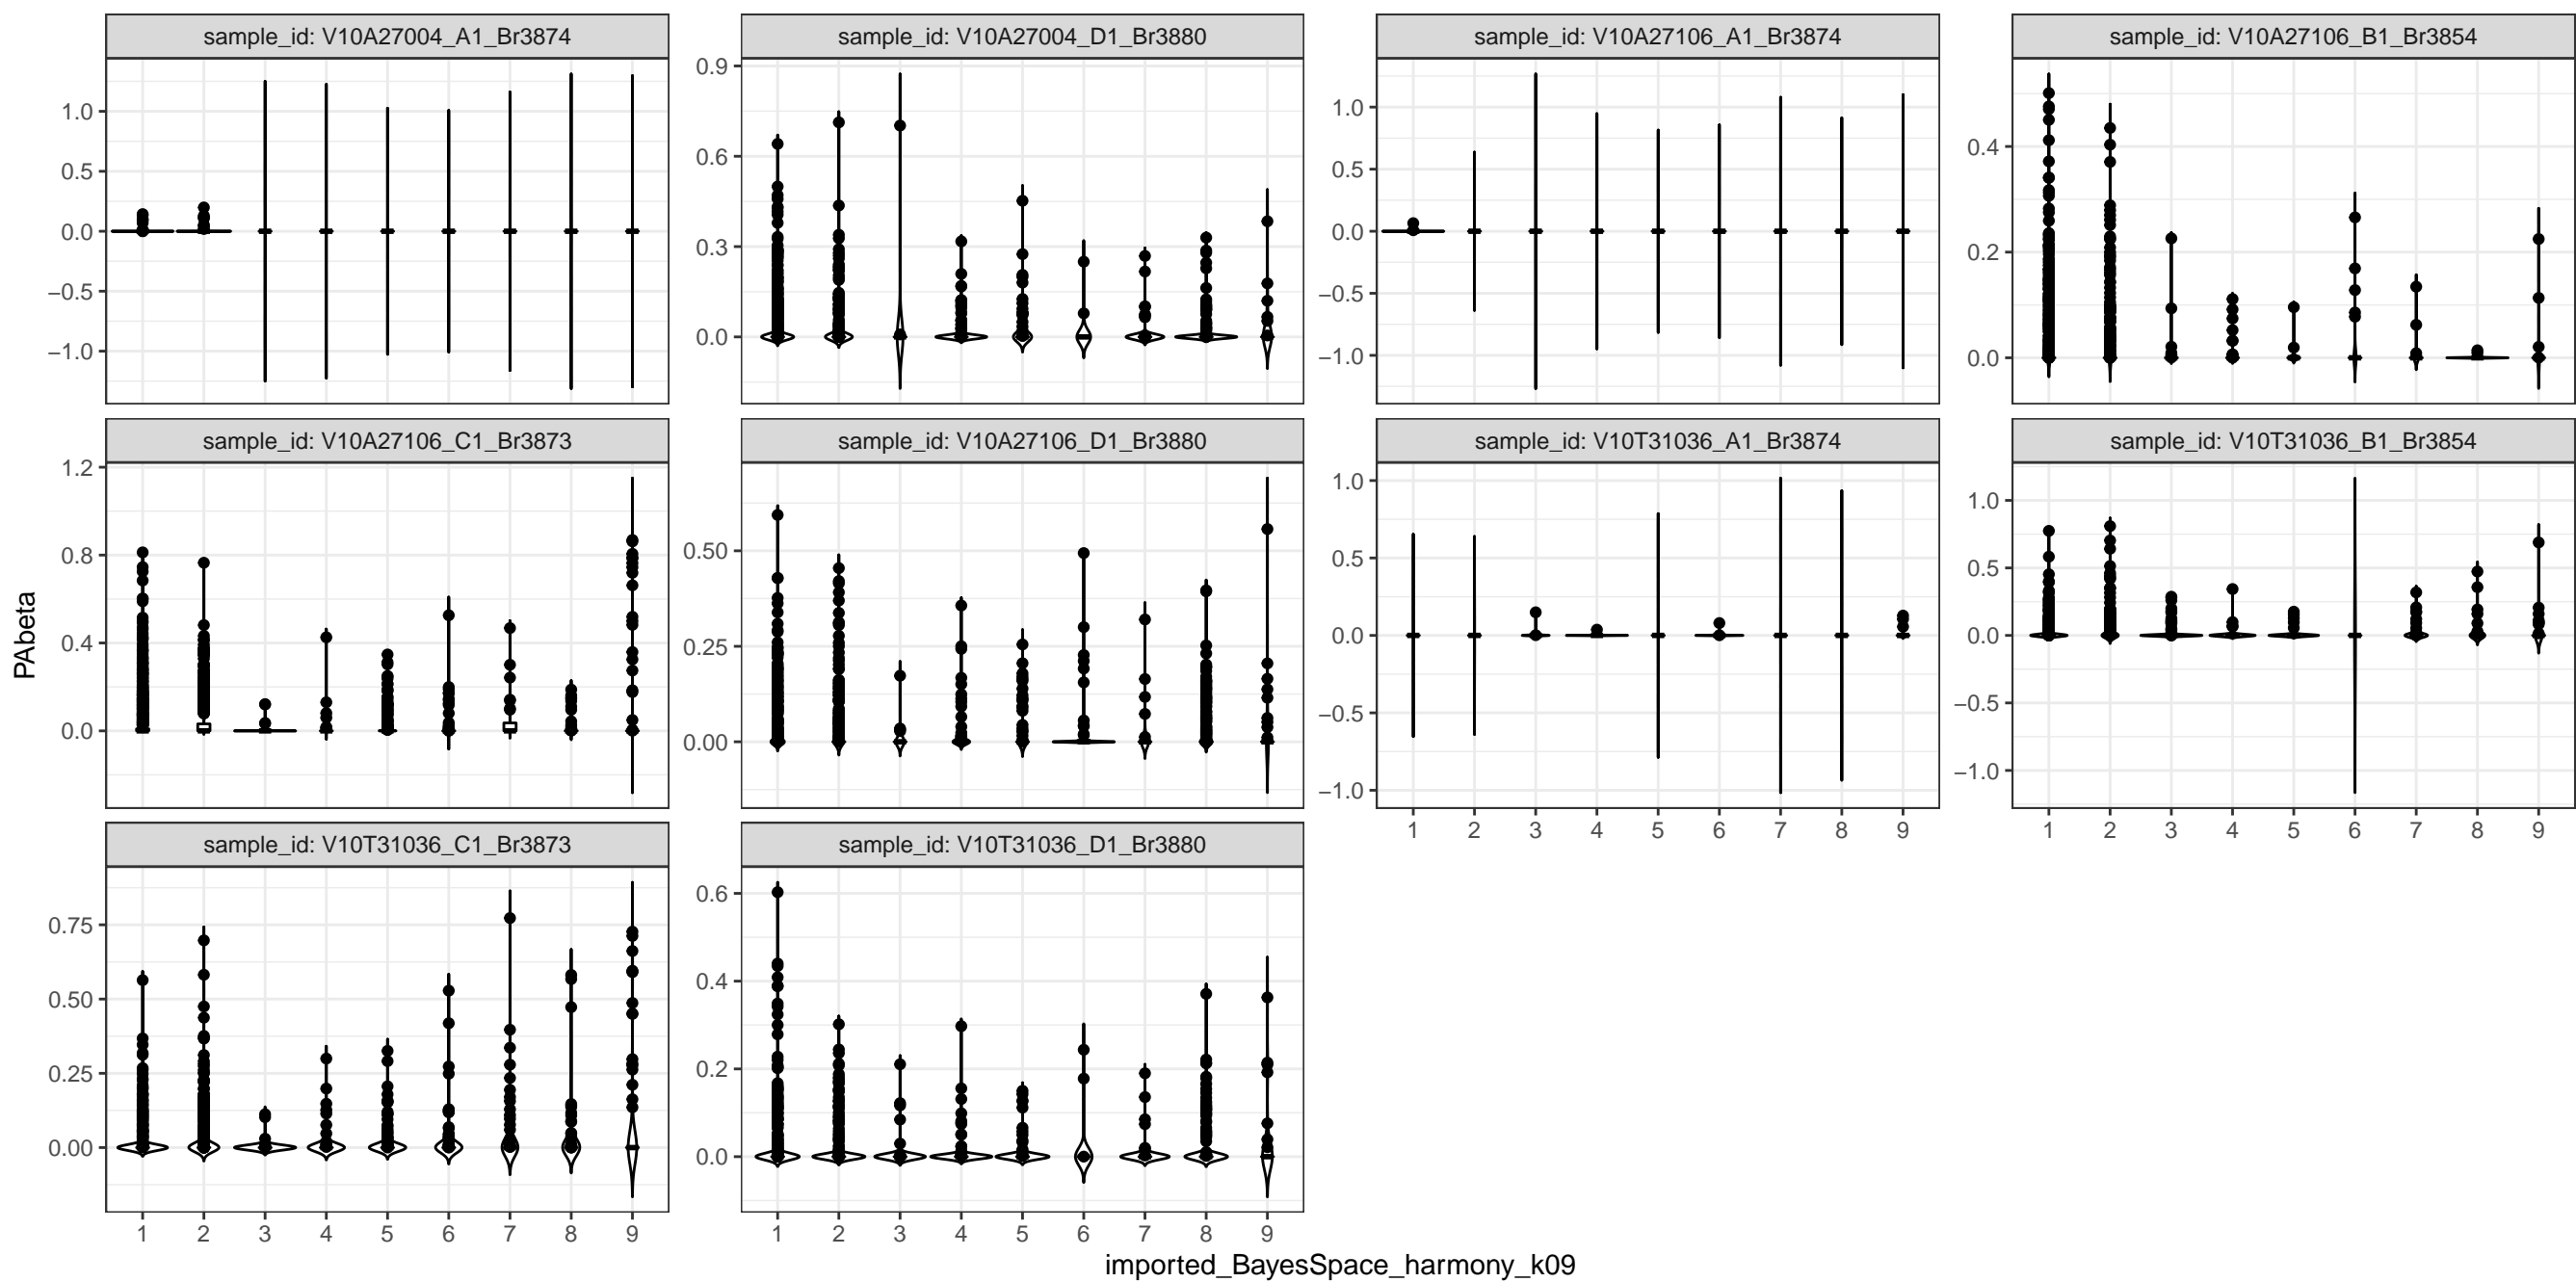 sample_id: V10A27004_A1_Br3874
sample_id: V10A27004_D1_Br3880
sample_id: V10A27106_A1_Br3874
sample_id: V10A27106_B1_Br3854
1.0
0.5
0.0
−0.5
−1.0
0.9
0.6
0.3
0.0
1.0
0.5
0.0
−0.5
−1.0
0.4
0.2
0.0
sample_id: V10A27106_C1_Br3873
sample_id: V10A27106_D1_Br3880
sample_id: V10T31036_A1_Br3874
sample_id: V10T31036_B1_Br3854
1.2
0.8
0.4
0.0
0.50
0.25
0.00
1.0
0.5
0.0
−0.5
−1.0
1.0
0.5
0.0
−0.5
−1.0
1 2 3 4 5 6 7 8 9
1 2 3 4 5 6 7 8 9
sample_id: V10T31036_C1_Br3873
sample_id: V10T31036_D1_Br3880
0.75
0.50
0.25
0.00
0.6
0.4
0.2
0.0
1 2 3 4 5 6 7 8 9
1 2 3 4 5 6 7 8 9
PAbeta
imported_BayesSpace_harmony_k09